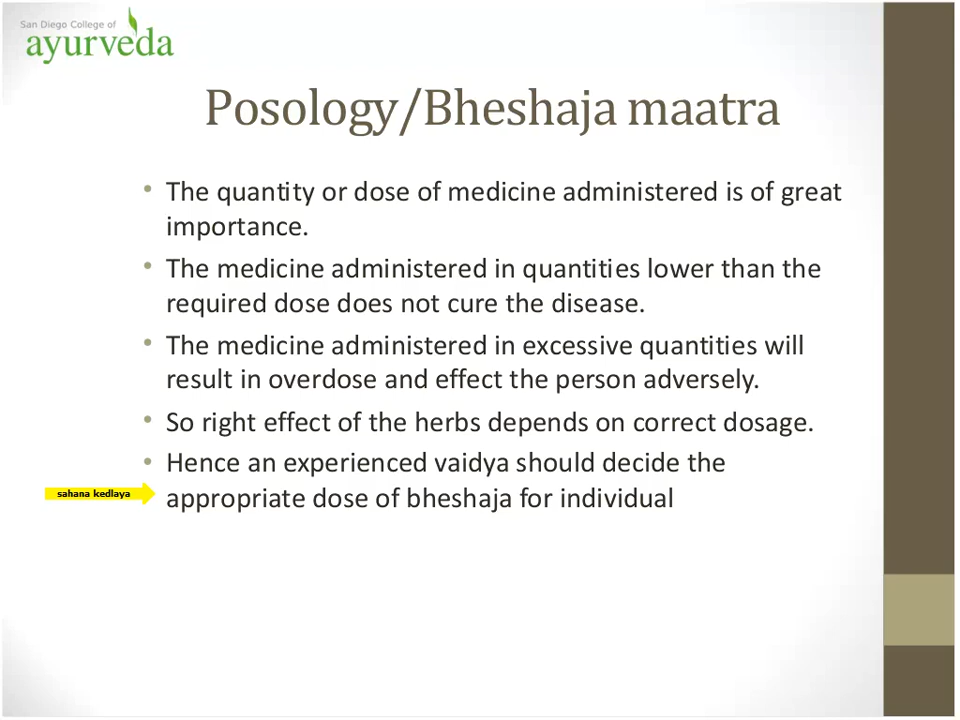 San Diego College of
ayurveda
Posology/Bheshaja maatra
• The quantity or dose of medicine administered is of great
importance.
• The medicine administered in quantities lower than the
required dose does not cure the disease.
• The medicine administered in excessive quantities will
result in overdose and effect the person adversely.
• So right effect of the herbs depends on correct dosage.
• Hence an experienced vaidya should decide the
sahana kedlaya
appropriate dose of bheshaja for individual